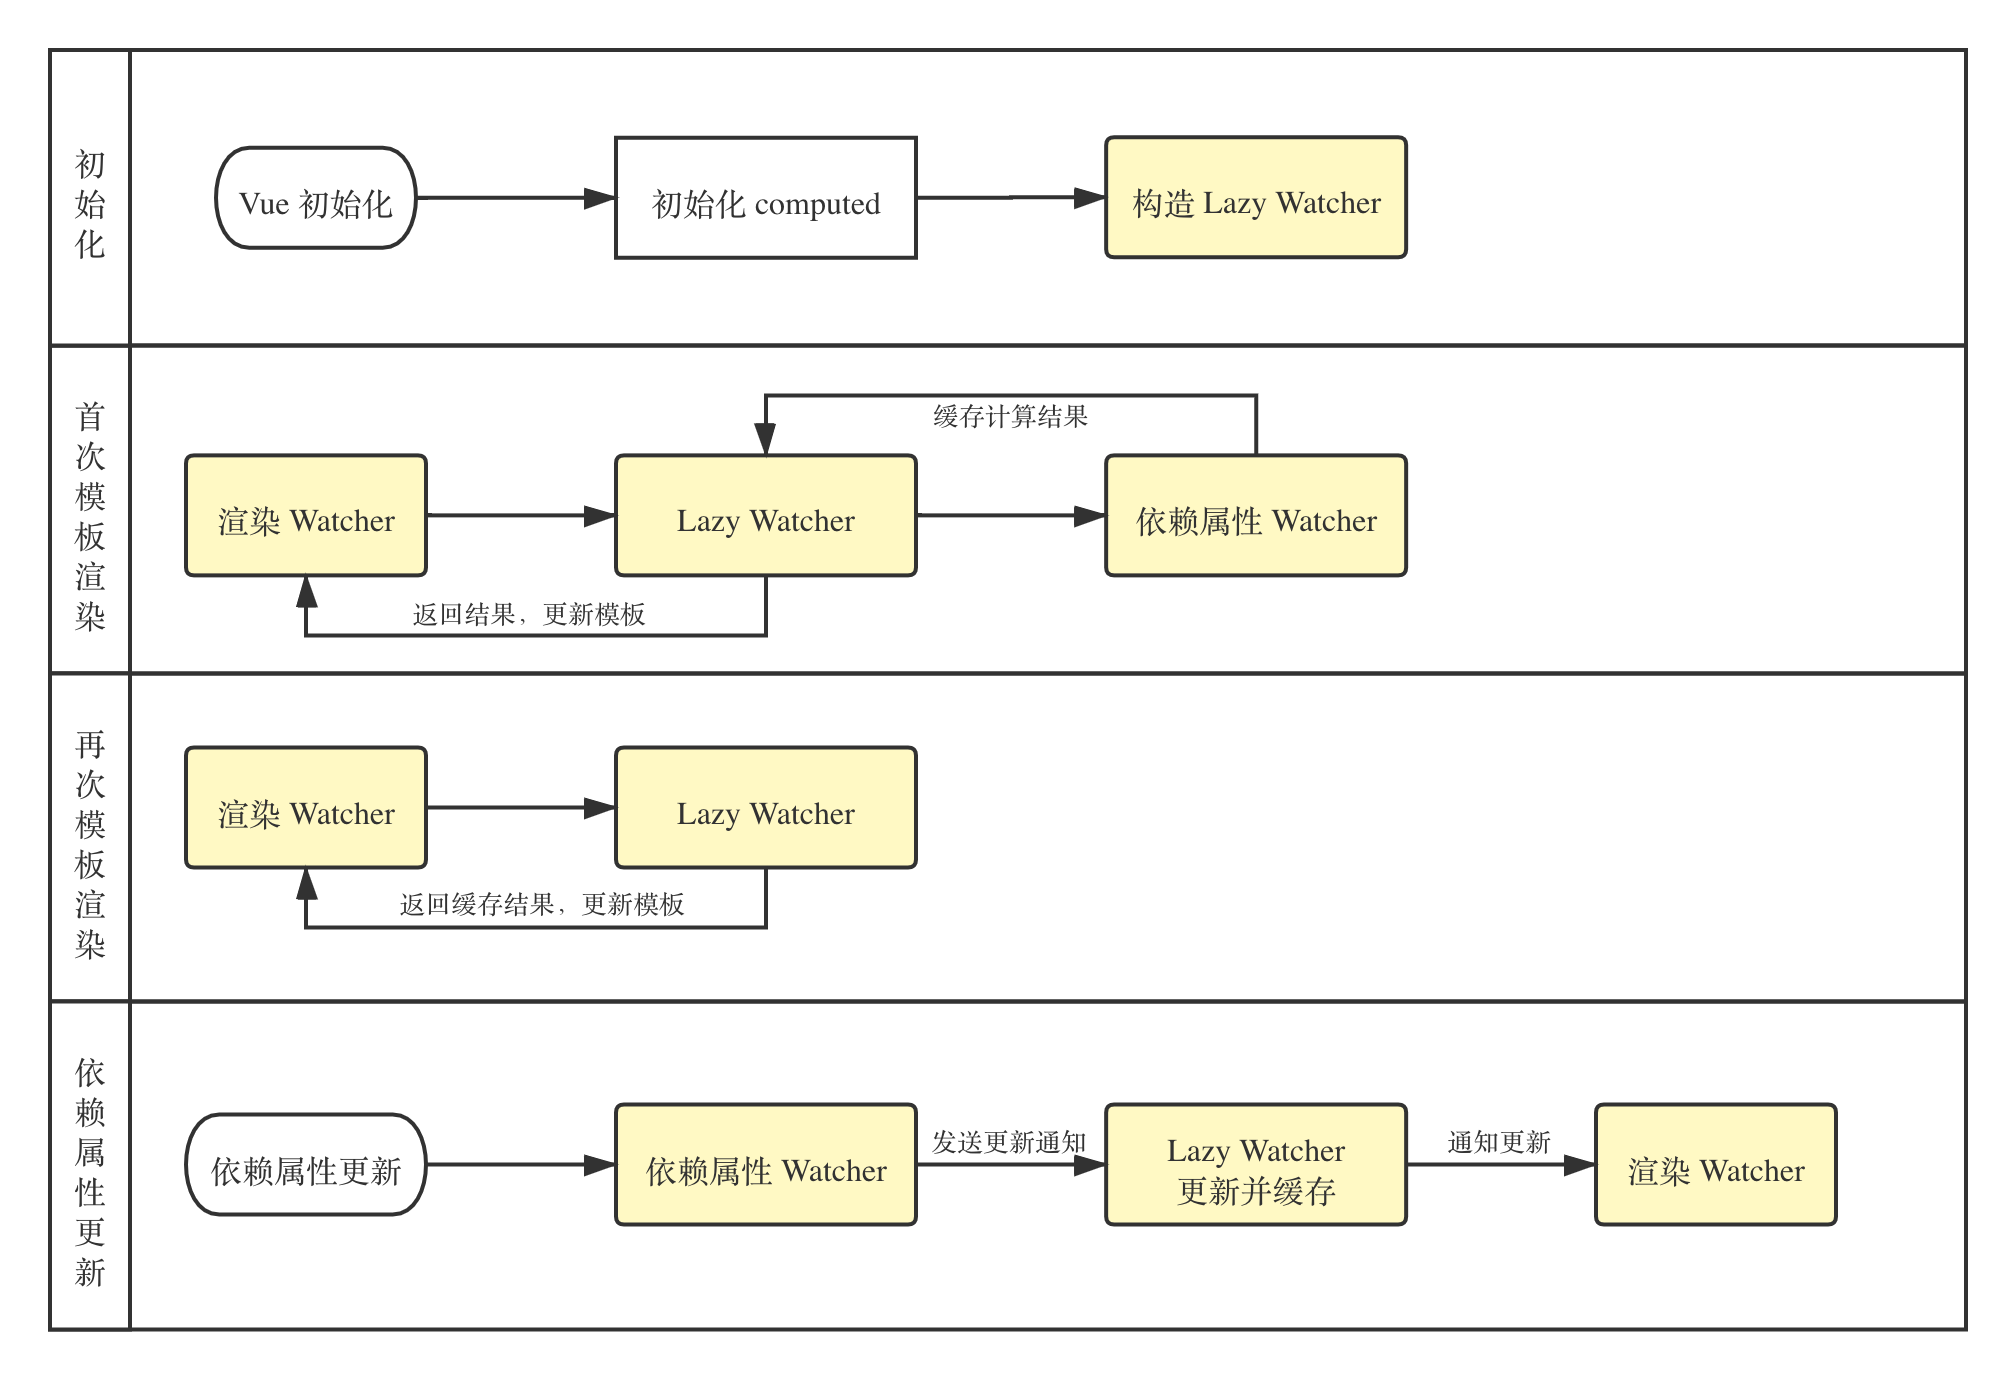 初始化
Vue 初始化
初始化 computed
构造 Lazy Watcher
首次模板渲染
缓存计算结果
渲染 Watcher
Lazy Watcher
依赖属性 Watcher
返回结果，更新模板
再次模板渲染
渲染 Watcher
Lazy Watcher
返回缓存结果，更新模板
依赖属性更新
依赖属性更新
依赖属性 Watcher
发送更新通知
Lazy Watcher
更新并缓存
通知更新
渲染 Watcher